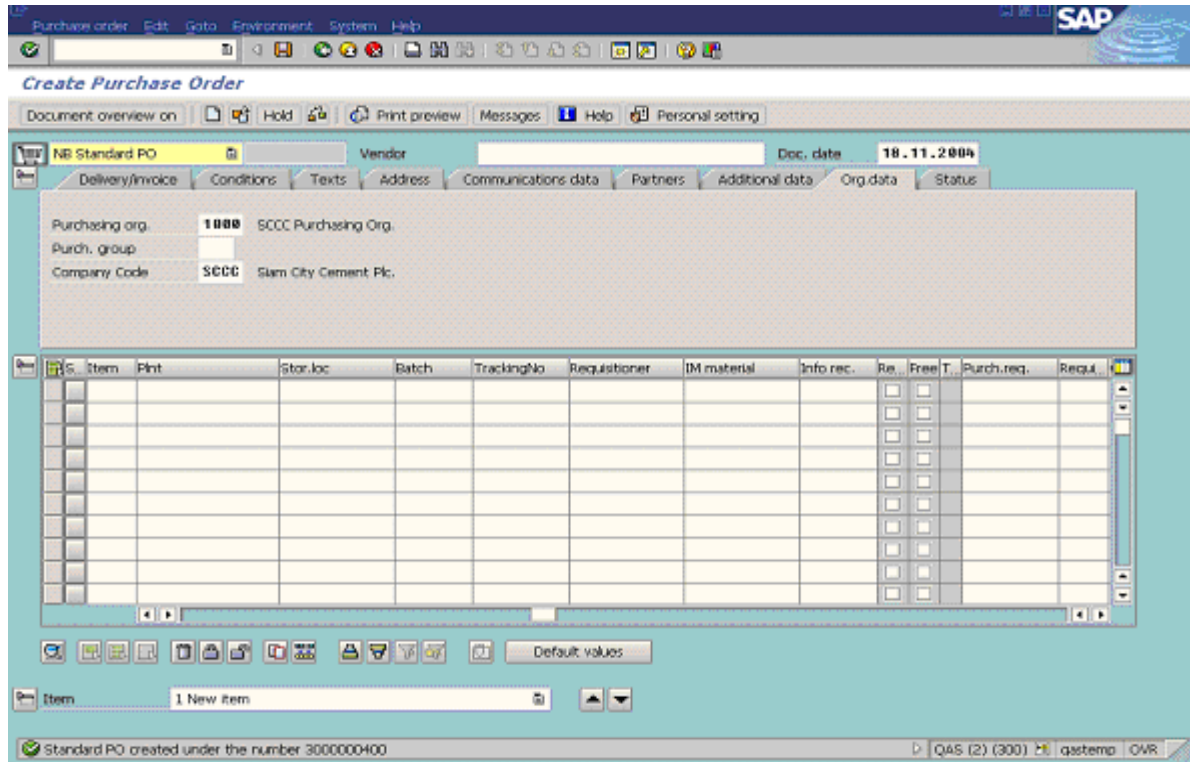 Purchase order Edit Goto Environment System Help
SAP
Create Purchase Order
Document overview on Hold Print preview Messages Help Personal setting
NB Standard PO Vendor Doc. date 18.11.2004
Delivery/invoice Conditions Texts Address Communications data Partners Additional data Org.data Status
Purchasing org. 1000 SCCC Purchasing Org.
Purch. group
Company Code SCCC Siam City Cement Plc.
S.. Item Plnt Stor.loc Batch TrackingNo Requisitioner IM material Info rec. Re.. Free T.. Purch.req. Requi..
Default values
Item 1 New item
Standard PO created under the number 3000000400 QAS (2) (300) qastemp OVR